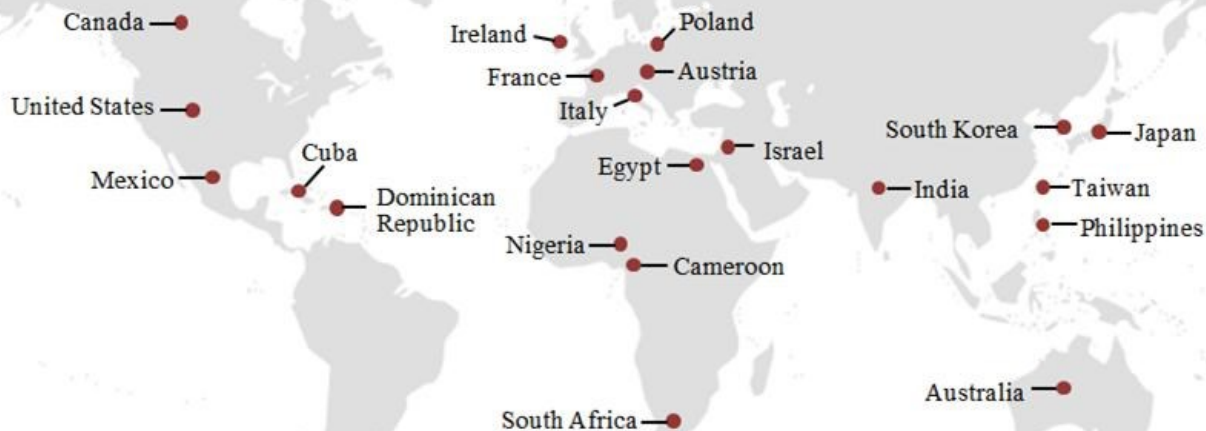 Canada
Ireland
Poland
France
Austria
United States
Italy
South Korea
Japan
Cuba
Israel
Egypt
Mexico
India
Taiwan
Dominican
Republic
Philippines
Nigeria
Cameroon
Australia
South Africa